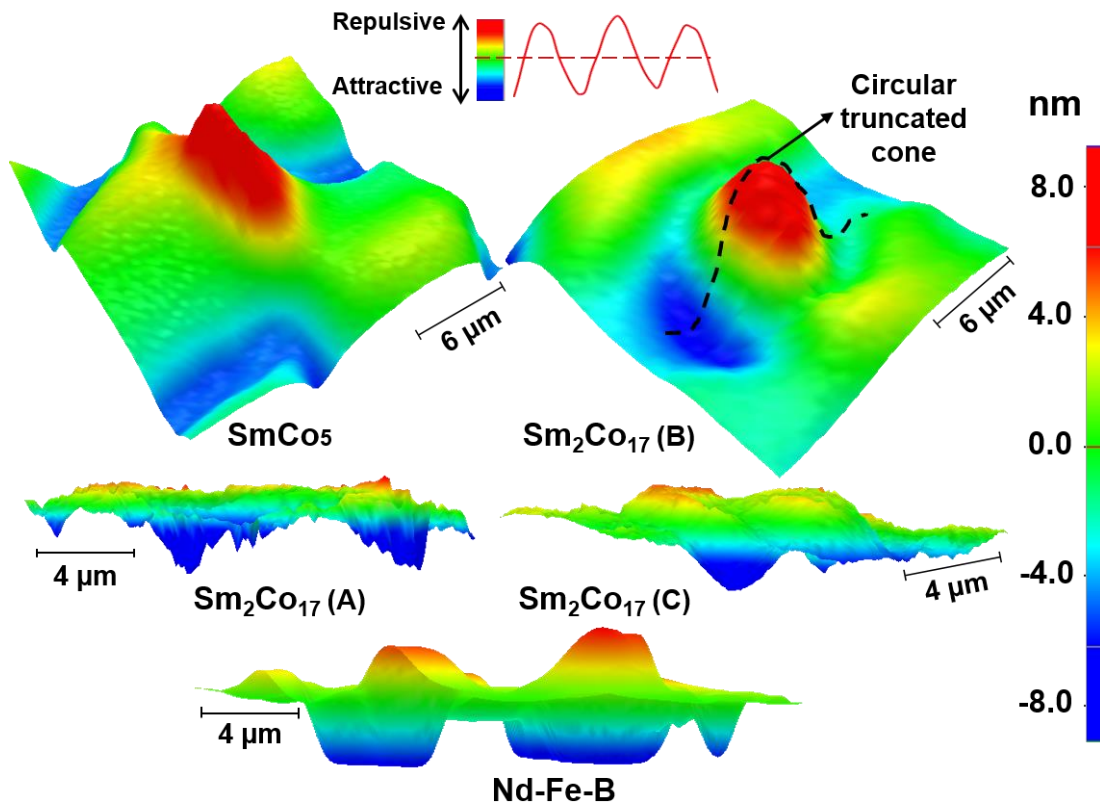 Repulsive
Attractive
Circular
truncated
cone
nm
8.0
4.0
0.0
-4.0
-8.0
6 μm
6 μm
SmCo₅
Sm₂Co₁₇ (B)
4 μm
4 μm
Sm₂Co₁₇ (A)
Sm₂Co₁₇ (C)
4 μm
Nd-Fe-B